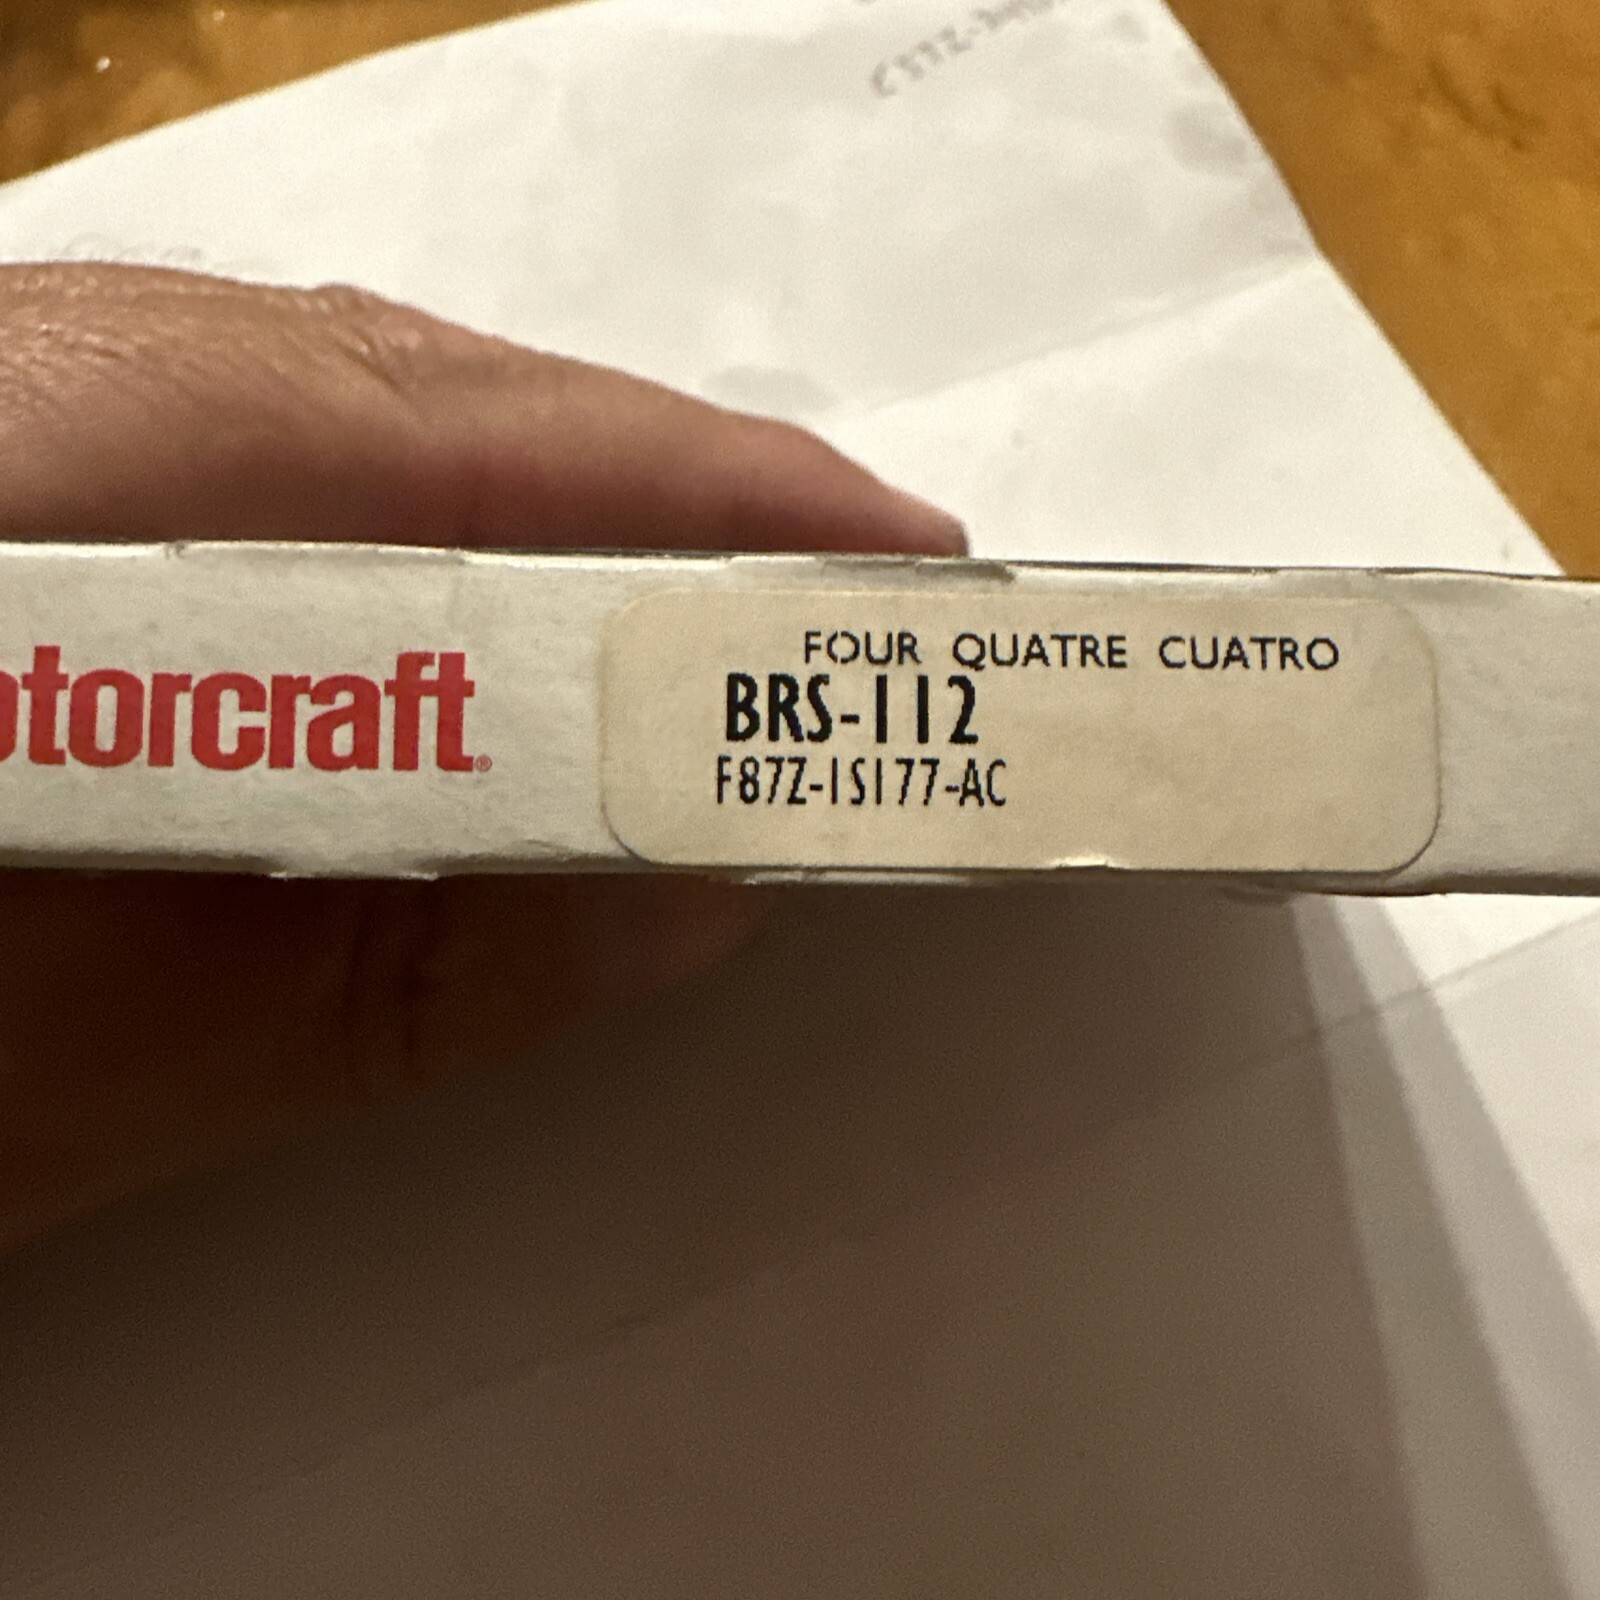 otorcraft®
FOUR QUATRE CUATRO
BRS-112
F87Z-1S177-AC